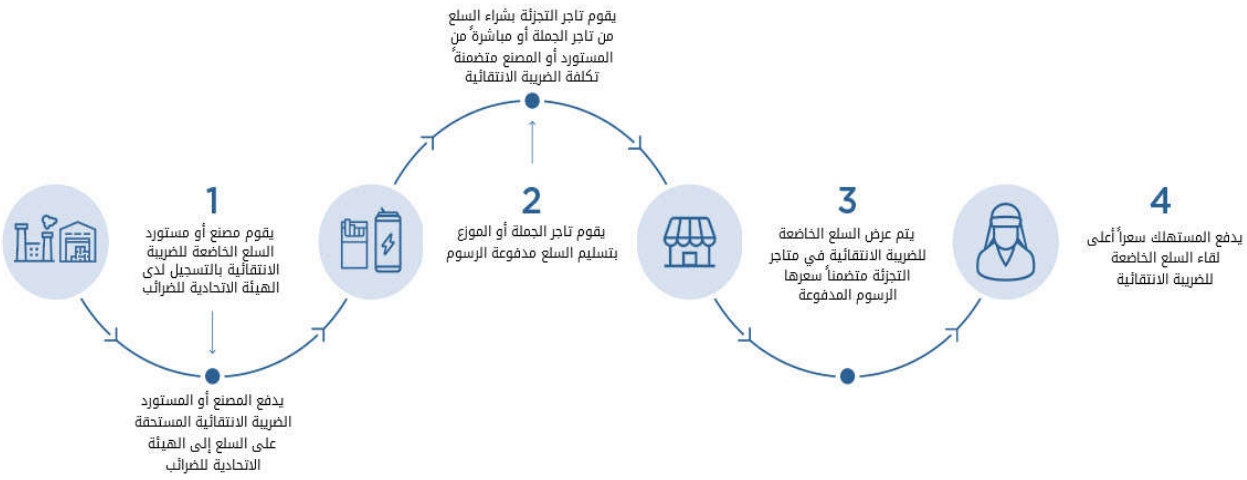 يقوم تاجر التجزئة بشراء السلع
من تاجر الجملة أو مباشرةً من
المستورد أو المصنع متضمنةً
تكلفة الضريبة الانتقائية
1
يقوم مصنع أو مستورد
السلع الخاضعة للضريبة
الانتقائية بالتسجيل لدى
الهيئة الاتحادية للضرائب
يدفع المصنع أو المستورد
الضريبة الانتقائية المستحقة
على السلع إلى الهيئة
الاتحادية للضرائب
2
يقوم تاجر الجملة أو الموزع
بتسليم السلع مدفوعة الرسوم
3
يتم عرض السلع الخاضعة
للضريبة الانتقائية في متاجر
التجزئة متضمناً سعرها
الرسوم المدفوعة
4
يدفع المستهلك سعراً أعلى
لقاء السلع الخاضعة
للضريبة الانتقائية